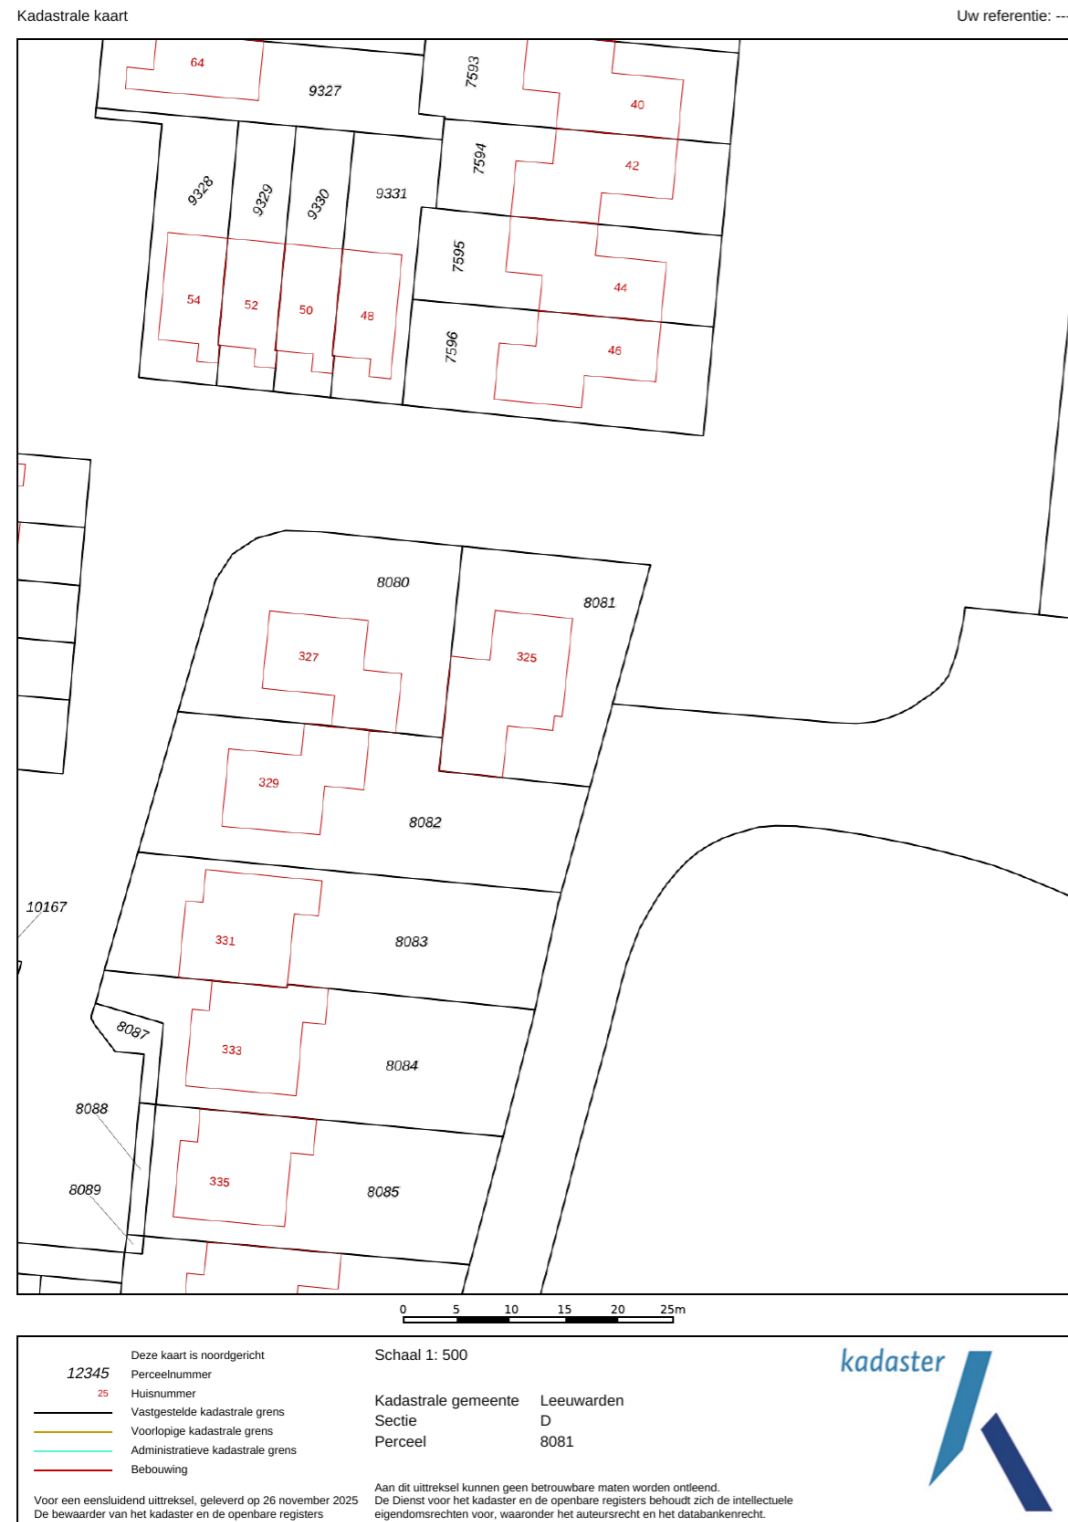 Kadastrale kaart
Uw referentie: ---
64
9327
7593
40
7594
42
9328
9329
9330
9331
7595
44
54
52
50
48
7596
46
8080
8081
327
325
329
8082
10167
331
8083
8087
333
8084
8088
335
8085
8089
0 5 10 15 20 25m
Deze kaart is noordgericht
12345 Perceelnummer
25 Huisnummer
Vastgestelde kadastrale grens
Voorlopige kadastrale grens
Administratieve kadastrale grens
Bebouwing
Voor een eensluidend uittreksel, geleverd op 26 november 2025
De bewaarder van het kadaster en de openbare registers
Schaal 1: 500
Kadastrale gemeente Leeuwarden
Sectie D
Perceel 8081
Aan dit uittreksel kunnen geen betrouwbare maten worden ontleend.
De Dienst voor het kadaster en de openbare registers behoudt zich de intellectuele
eigendomsrechten voor, waaronder het auteursrecht en het databankenrecht.
kadaster